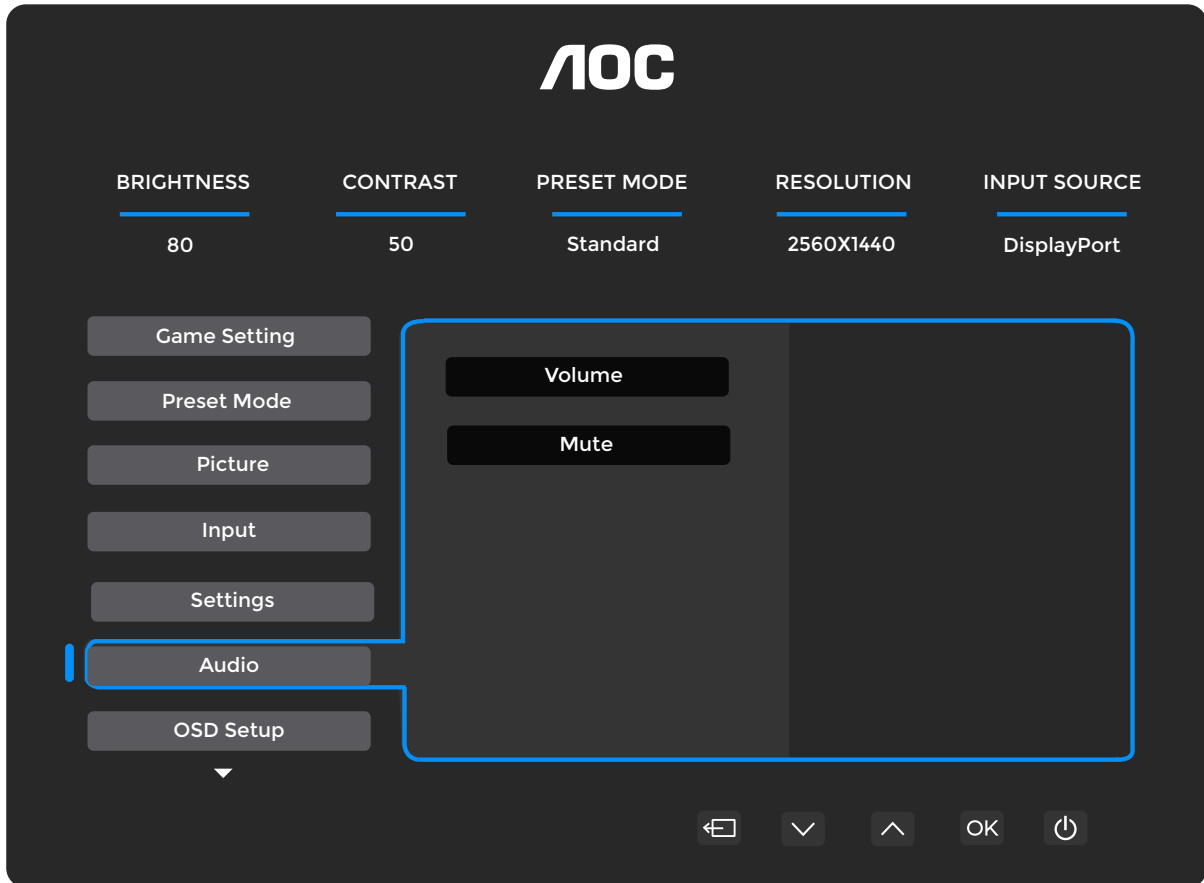 AOC
BRIGHTNESS CONTRAST PRESET MODE RESOLUTION INPUT SOURCE
80 50 Standard 2560X1440 DisplayPort
Game Setting
Volume
Preset Mode
Mute
Picture
Input
Settings
Audio
OSD Setup
OK